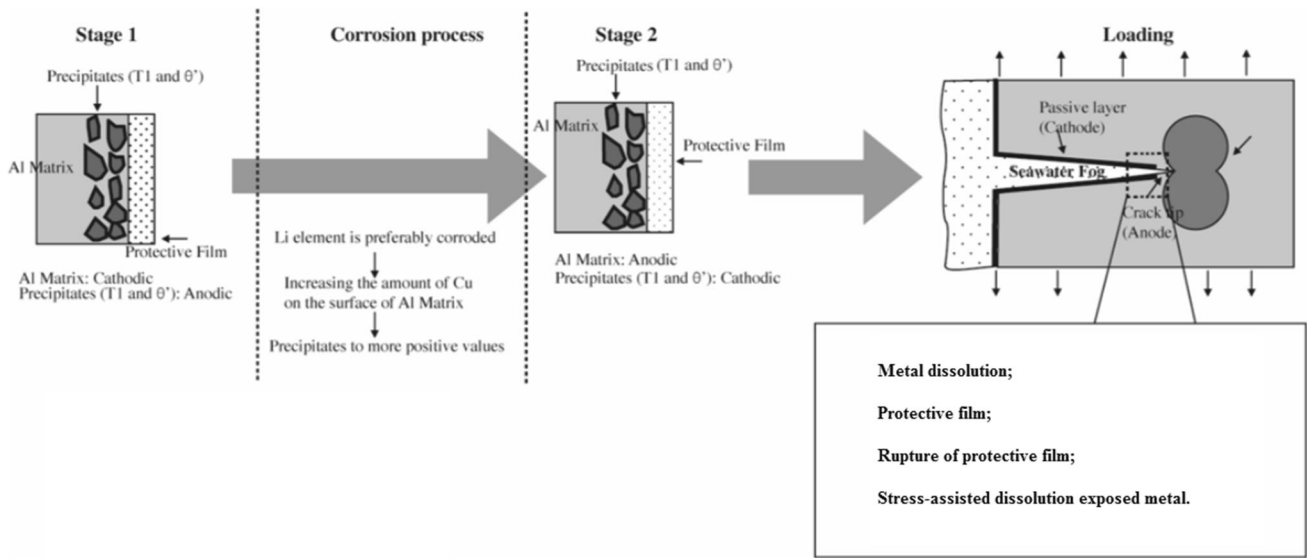 Stage 1
Precipitates (T1 and θ')
Al Matrix
Protective Film
Al Matrix: Cathodic
Precipitates (T1 and θ'): Anodic
Corrosion process
Li element is preferably corroded
Increasing the amount of Cu
on the surface of Al Matrix
Precipitates to more positive values
Stage 2
Precipitates (T1 and θ')
Al Matrix
Protective Film
Al Matrix: Anodic
Precipitates (T1 and θ'): Cathodic
Loading
Passive layer
(Cathode)
Seawater Fog
Crack tip
(Anode)
Metal dissolution;
Protective film;
Rupture of protective film;
Stress-assisted dissolution exposed metal.